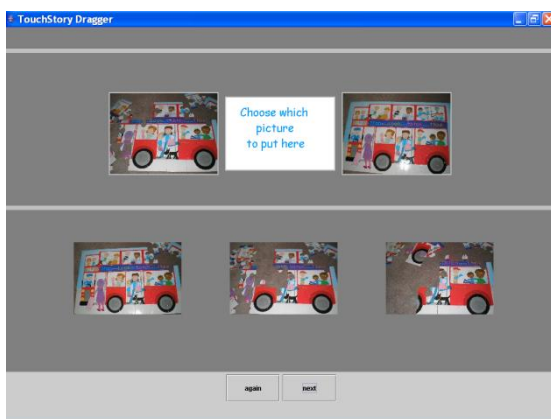 TouchStory Dragger
Choose which
picture
to put here
again
next